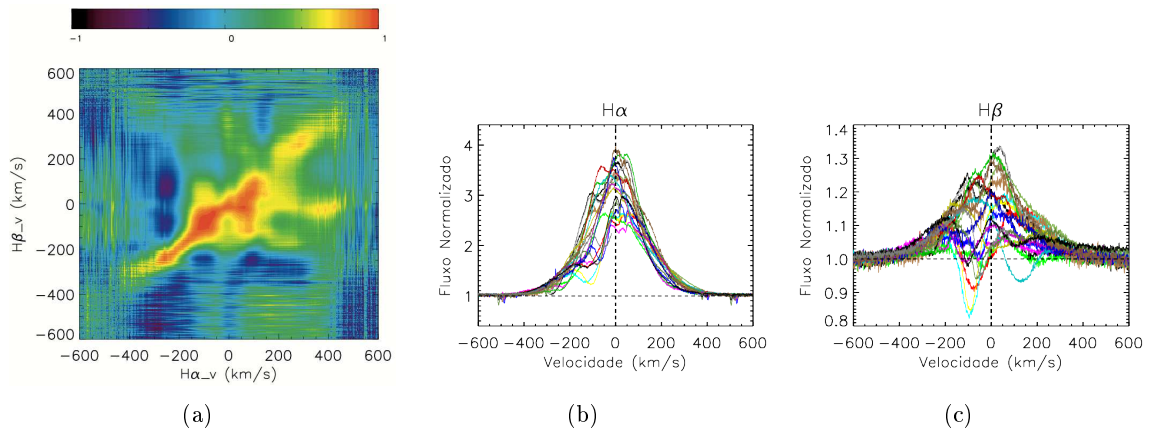 −1
0
1
600
400
200
0
−200
−400
−600
Hβ_v (km/s)
−600 −400 −200 0 200 400 600
Hα_v (km/s)
(a)
Hα
4
3
2
1
Fluxo Normalizado
−600 −400 −200 0 200 400 600
Velocidade (km/s)
(b)
Hβ
1.4
1.3
1.2
1.1
1.0
0.9
0.8
Fluxo Normalizado
−600 −400 −200 0 200 400 600
Velocidade (km/s)
(c)